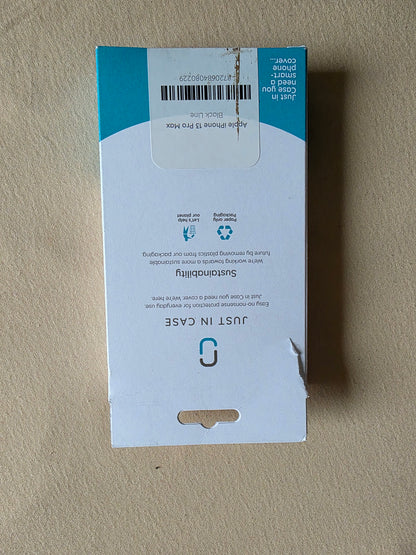 JUST IN CASE
Easy no-nonsense protection for everyday use.
Just in Case you need a cover, we're here.
Sustainability
We're working towards a more sustainable
future by removing plastics from our packaging.
Paper only
Packaging
Let's help
our planet
Apple iPhone 13 Pro Max
Black Line
8720684080229
Just in
Case you
need a
smart-
phone
cover...